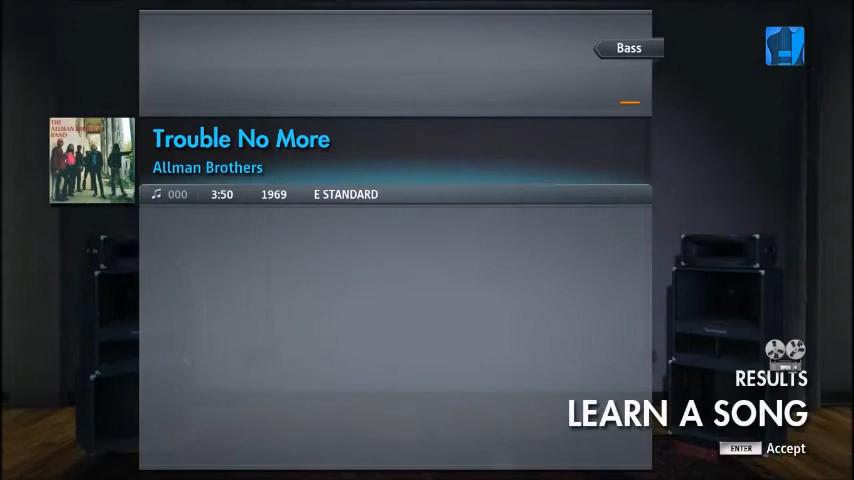 Bass
THE
ALLMAN BROTHERS
BAND
Trouble No More
Allman Brothers
000 3:50 1969 E STANDARD
RESULTS
LEARN A SONG
ENTER Accept